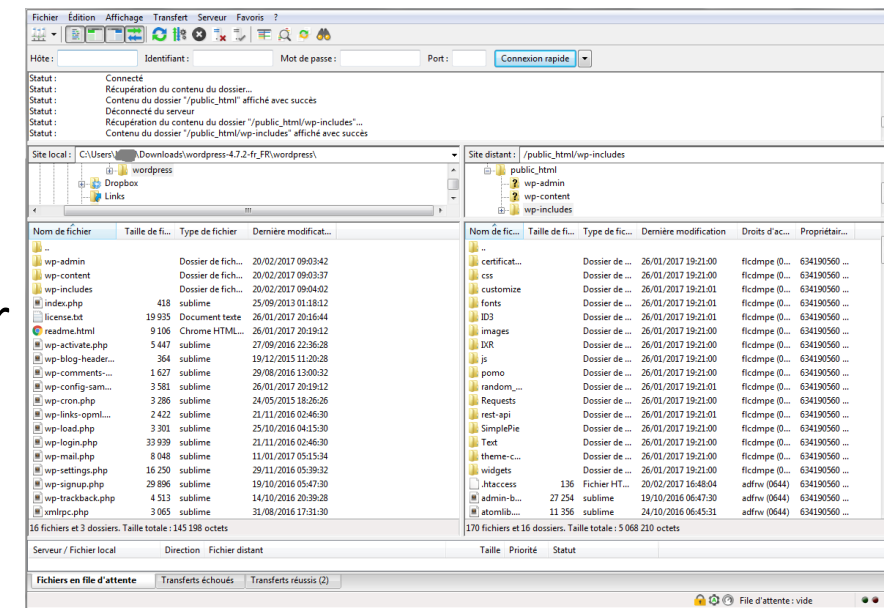 Fichier Édition Affichage Transfert Serveur Favoris ?
Hôte : Identifiant : Mot de passe : Port : Connexion rapide
Statut : Connecté
Statut : Récupération du contenu du dossier...
Statut : Contenu du dossier "/public_html" affiché avec succès
Statut : Déconnecté du serveur
Statut : Récupération du contenu du dossier "/public_html/wp-includes"...
Statut : Contenu du dossier "/public_html/wp-includes" affiché avec succès
Site local : C:\Users\ \Downloads\wordpress-4.7.2-fr_FR\wordpress\
wordpress
Dropbox
Links
Site distant : /public_html/wp-includes
public_html
? wp-admin
? wp-content
wp-includes
Nom de fichier Taille de fi... Type de fichier Dernière modificat...
..
wp-admin Dossier de fich... 20/02/2017 09:03:42
wp-content Dossier de fich... 20/02/2017 09:03:37
wp-includes Dossier de fich... 20/02/2017 09:04:02
index.php 418 sublime 25/09/2013 01:18:12
license.txt 19 935 Document texte 26/01/2017 20:16:44
readme.html 9 106 Chrome HTML... 26/01/2017 20:19:12
wp-activate.php 5 447 sublime 27/09/2016 22:36:28
wp-blog-header... 364 sublime 19/12/2015 11:20:28
wp-comments-... 1 627 sublime 29/08/2016 13:00:32
wp-config-sam... 3 581 sublime 26/01/2017 20:19:12
wp-cron.php 3 286 sublime 24/05/2015 18:26:26
wp-links-opml.... 2 422 sublime 21/11/2016 02:46:30
wp-load.php 3 301 sublime 25/10/2016 04:15:30
wp-login.php 33 939 sublime 21/11/2016 02:46:30
wp-mail.php 8 048 sublime 11/01/2017 05:15:34
wp-settings.php 16 250 sublime 29/11/2016 05:39:32
wp-signup.php 29 896 sublime 19/10/2016 05:47:30
wp-trackback.php 4 513 sublime 14/10/2016 20:39:28
xmlrpc.php 3 065 sublime 31/08/2016 17:31:30
16 fichiers et 3 dossiers. Taille totale : 145 198 octets
Nom de fic... Taille de fi... Type de fic... Dernière modification Droits d'ac... Propriétair...
..
certificat... Dossier de ... 26/01/2017 19:21:00 flcdmpe (0... 634190560 ...
css Dossier de ... 26/01/2017 19:21:00 flcdmpe (0... 634190560 ...
customize Dossier de ... 26/01/2017 19:21:01 flcdmpe (0... 634190560 ...
fonts Dossier de ... 26/01/2017 19:21:01 flcdmpe (0... 634190560 ...
ID3 Dossier de ... 26/01/2017 19:21:01 flcdmpe (0... 634190560 ...
images Dossier de ... 26/01/2017 19:21:00 flcdmpe (0... 634190560 ...
IXR Dossier de ... 26/01/2017 19:21:00 flcdmpe (0... 634190560 ...
js Dossier de ... 26/01/2017 19:21:00 flcdmpe (0... 634190560 ...
pomo Dossier de ... 26/01/2017 19:21:00 flcdmpe (0... 634190560 ...
random_... Dossier de ... 26/01/2017 19:21:01 flcdmpe (0... 634190560 ...
Requests Dossier de ... 26/01/2017 19:21:00 flcdmpe (0... 634190560 ...
rest-api Dossier de ... 26/01/2017 19:21:01 flcdmpe (0... 634190560 ...
SimplePie Dossier de ... 26/01/2017 19:21:00 flcdmpe (0... 634190560 ...
Text Dossier de ... 26/01/2017 19:21:00 flcdmpe (0... 634190560 ...
theme-c... Dossier de ... 26/01/2017 19:21:00 flcdmpe (0... 634190560 ...
widgets Dossier de ... 26/01/2017 19:21:00 flcdmpe (0... 634190560 ...
.htaccess 136 Fichier HT... 20/02/2017 16:48:04 adfrw (0644) 634190560 ...
admin-b... 27 254 sublime 19/10/2016 06:47:30 adfrw (0644) 634190560 ...
atomlib.... 11 356 sublime 24/10/2016 06:45:31 adfrw (0644) 634190560 ...
170 fichiers et 16 dossiers. Taille totale : 5 068 210 octets
r
Serveur / Fichier local Direction Fichier distant Taille Priorité Statut
Fichiers en file d'attente Transferts échoués Transferts réussis (2)
File d'attente : vide